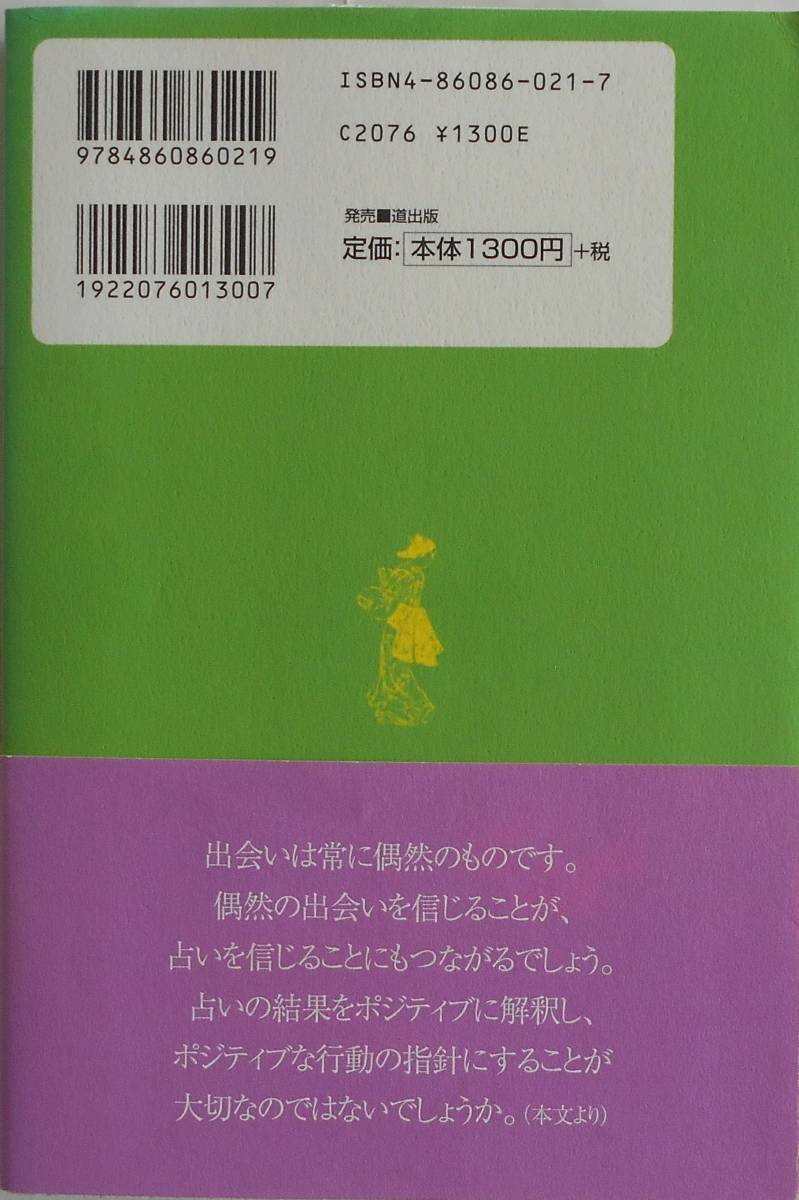 ISBN4-86086-021-7
9784860860219
C2076 ¥1300E
発売■道出版
定価：本体1300円+税
1922076013007
出会いは常に偶然のものです。
偶然の出会いを信じることが、
占いを信じることにもつながるでしょう。
占いの結果をポジティブに解釈し、
ポジティブな行動の指針にすることが
大切なのではないでしょうか。（本文より）